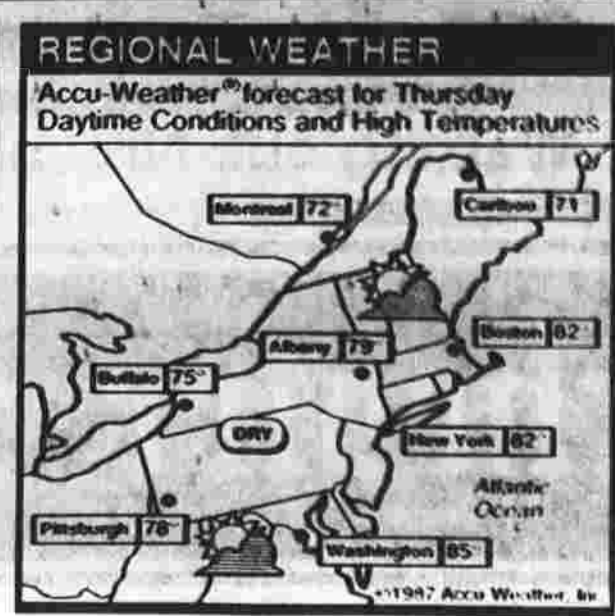 REGIONAL WEATHER
Accu-Weather® forecast for Thursday
Daytime Conditions and High Temperatures
Montreal 72°
Caribou 71°
Boston 82°
Albany 79°
Buffalo 75°
DRY
New York 82°
Atlantic
Ocean
Pittsburgh 78°
Washington 85°
©1987 Accu-Weather, Inc.